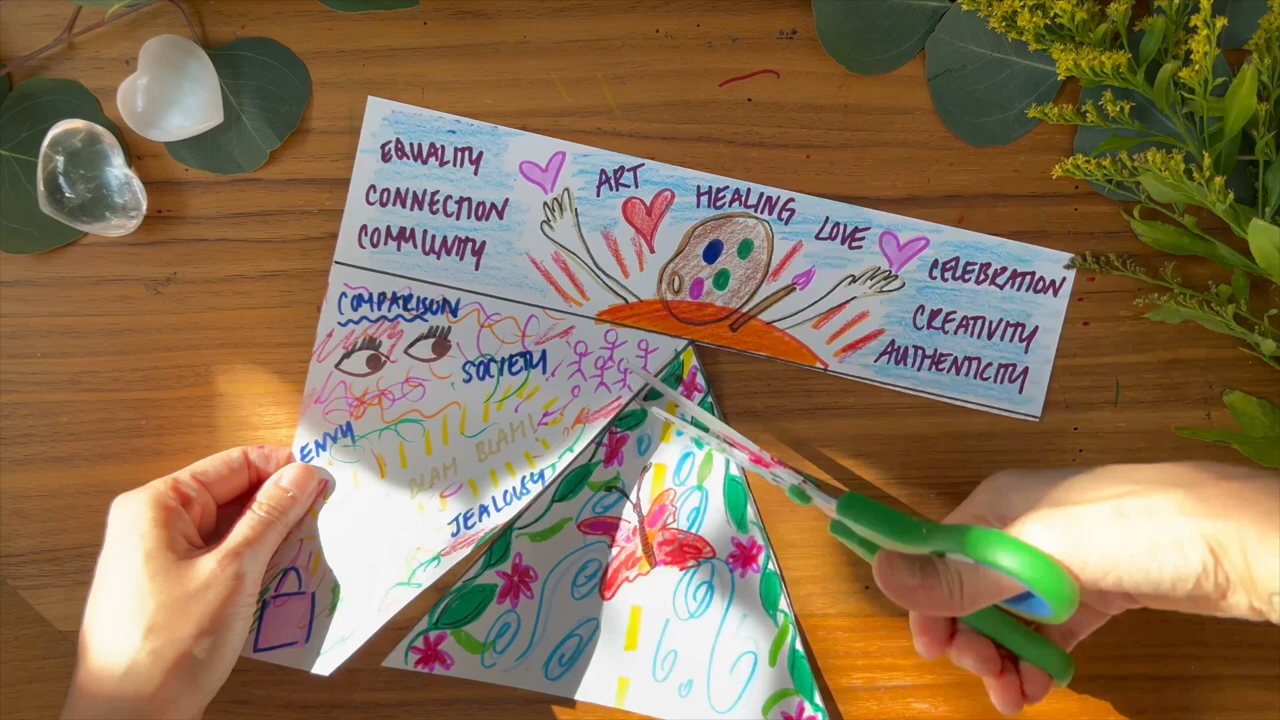 EQUALITY
CONNECTION
COMMUNITY
ART
HEALING
LOVE
CELEBRATION
CREATIVITY
AUTHENTICITY
COMPARISON
SOCIETY
ENVY
BLAH BLAH!
JEALOUSY